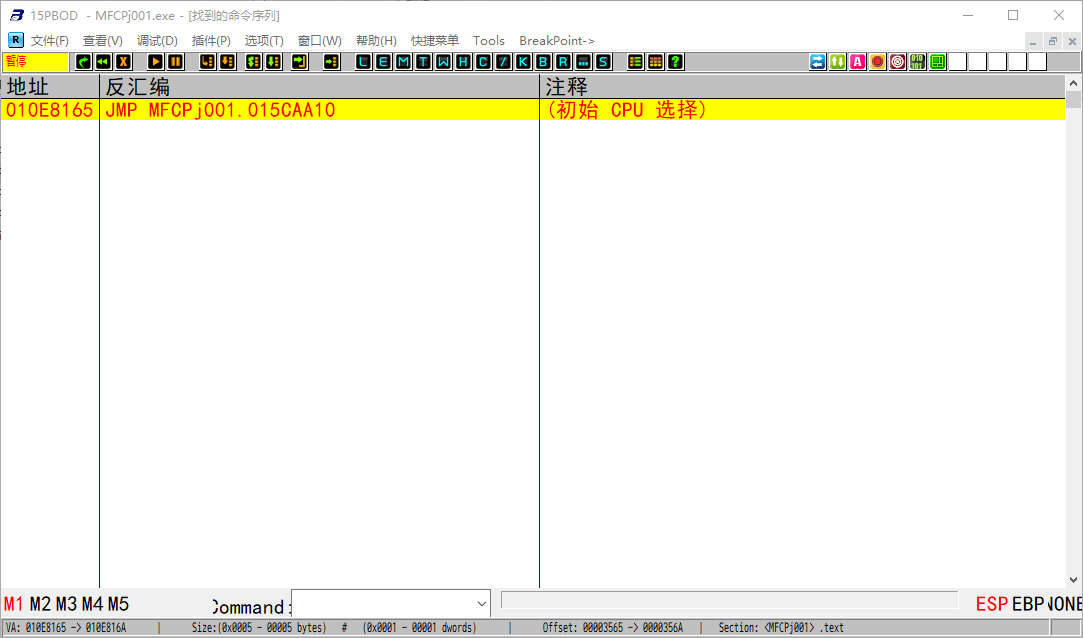 15PBOD - MFCPj001.exe - [找到的命令序列]
R 文件(F) 查看(V) 调试(D) 插件(P) 选项(T) 窗口(W) 帮助(H) 快捷菜单 Tools BreakPoint->
暂停 L E M T W H C / K B R ... S ? A
地址 反汇编 注释
010E8165 JMP MFCPj001.015CAA10 (初始 CPU 选择)
M1 M2 M3 M4 M5 Command: ESP EBP NONE
VA: 010E8165 -> 010E816A | Size:(0x0005 - 00005 bytes) # (0x0001 - 00001 dwords) | Offset: 00003565 -> 0000356A | Section: <MFCPj001> .text